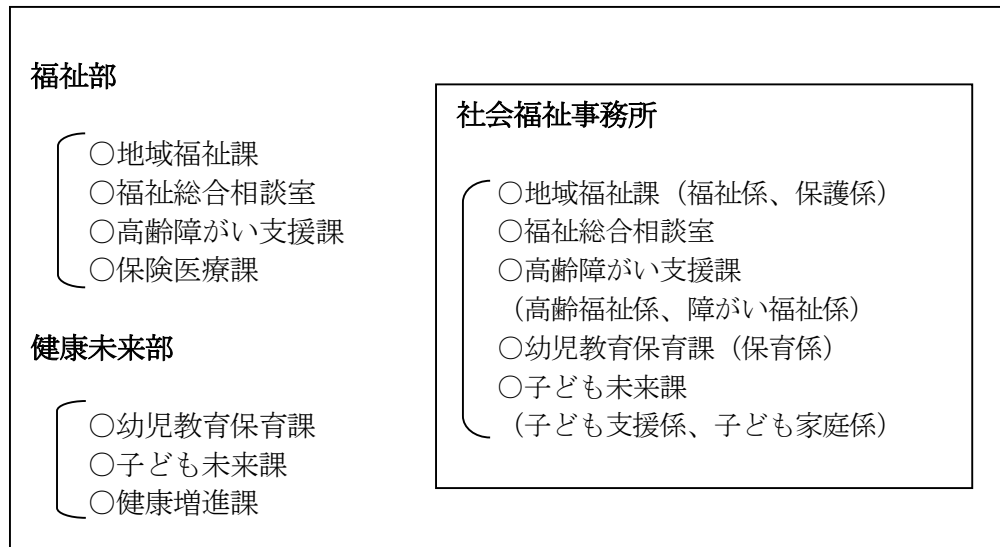 福祉部
○地域福祉課
○福祉総合相談室
○高齢障がい支援課
○保険医療課
健康未来部
○幼児教育保育課
○子ども未来課
○健康増進課
社会福祉事務所
○地域福祉課（福祉係、保護係）
○福祉総合相談室
○高齢障がい支援課
（高齢福祉係、障がい福祉係）
○幼児教育保育課（保育係）
○子ども未来課
（子ども支援係、子ども家庭係）